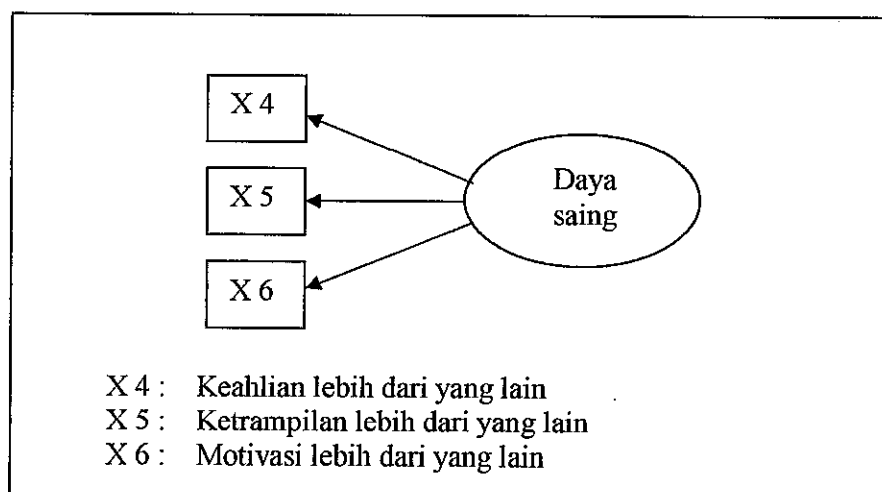 X 4
X 5
X 6
Daya
saing
X 4 : Keahlian lebih dari yang lain
X 5 : Ketrampilan lebih dari yang lain
X 6 : Motivasi lebih dari yang lain